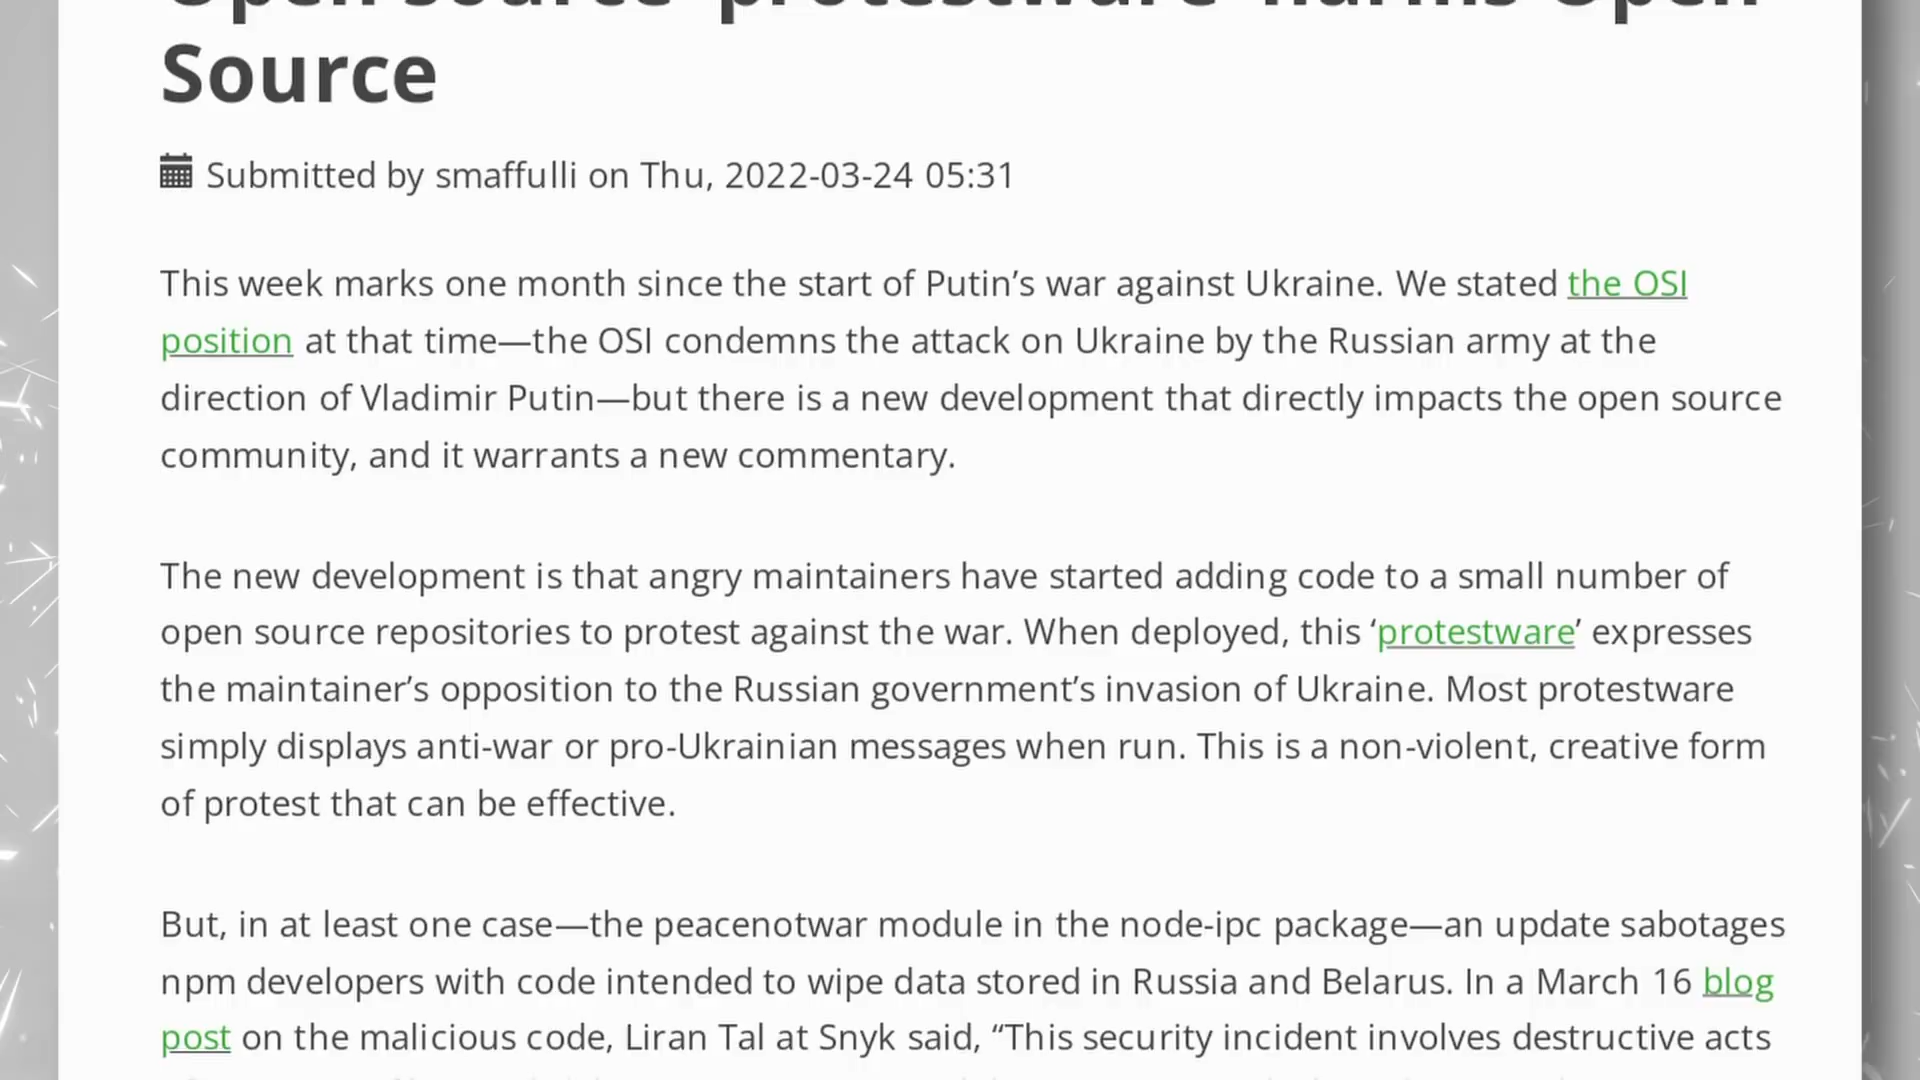 Open source 'protestware' harms Open
Source
Submitted by smaffulli on Thu, 2022-03-24 05:31
This week marks one month since the start of Putin’s war against Ukraine. We stated the OSI
position at that time—the OSI condemns the attack on Ukraine by the Russian army at the
direction of Vladimir Putin—but there is a new development that directly impacts the open source
community, and it warrants a new commentary.
The new development is that angry maintainers have started adding code to a small number of
open source repositories to protest against the war. When deployed, this ‘protestware’ expresses
the maintainer’s opposition to the Russian government’s invasion of Ukraine. Most protestware
simply displays anti-war or pro-Ukrainian messages when run. This is a non-violent, creative form
of protest that can be effective.
But, in at least one case—the peacenotwar module in the node-ipc package—an update sabotages
npm developers with code intended to wipe data stored in Russia and Belarus. In a March 16 blog
post on the malicious code, Liran Tal at Snyk said, “This security incident involves destructive acts